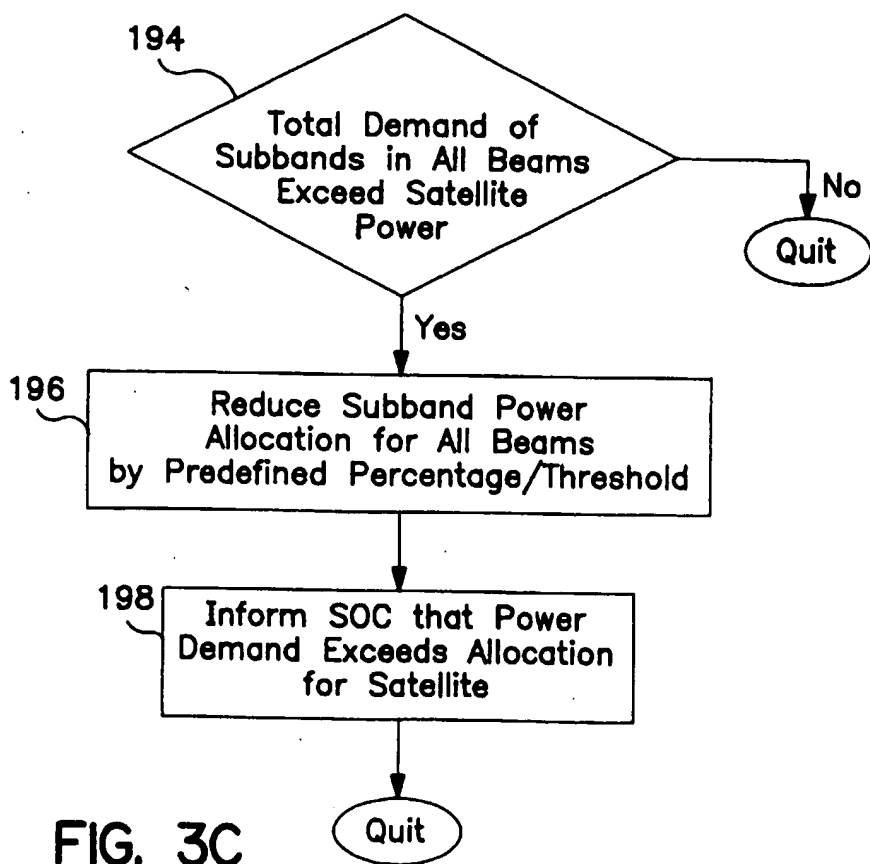 194
Total Demand of
Subbands in All Beams
Exceed Satellite
Power
No
Quit
Yes
196
Reduce Subband Power
Allocation for All Beams
by Predefined Percentage/Threshold
198
Inform SOC that Power
Demand Exceeds Allocation
for Satellite
Quit
FIG. 3C